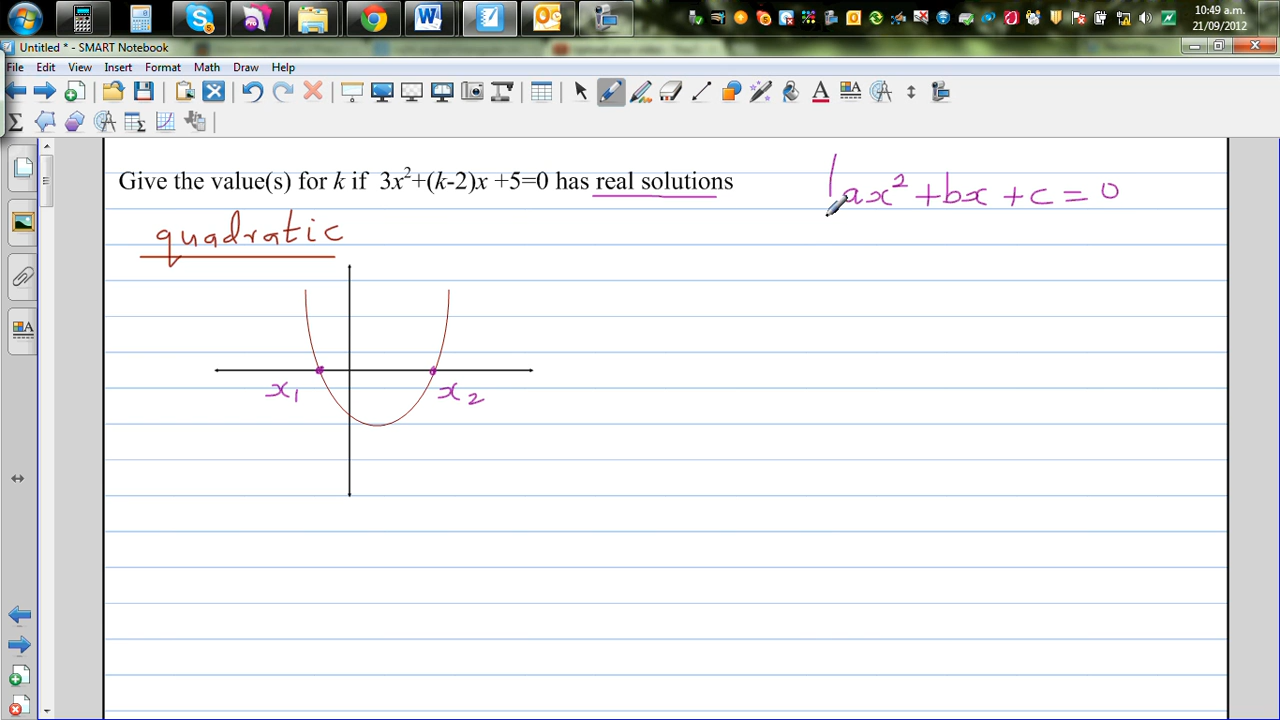 10:49 a.m.
21/09/2012
Untitled * - SMART Notebook
File Edit View Insert Format Math Draw Help
Give the value(s) for k if 3x²+(k-2)x +5=0 has real solutions
ax² + bx + c = 0
quadratic
x₁ x₂